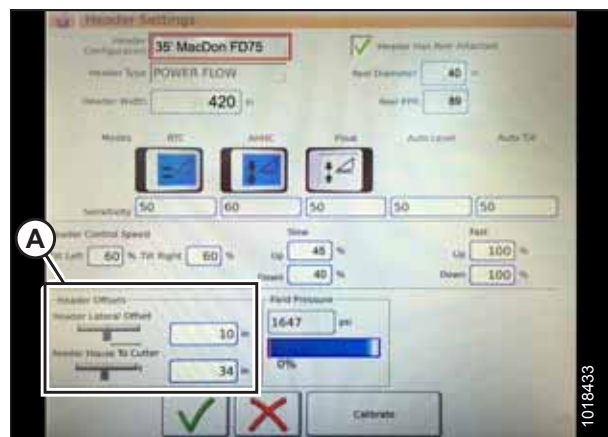 Header Settings
Header Configuration 35' MacDon FD75 Header Has Reel Attached
Header Type POWER FLOW Reel Diameter 40 in
Header Width 420 in Reel PPR 89
Modes RTC AHHC Float Auto Level Auto Tilt
Sensitivity 50 60 50 50 50
Header Control Speed Slow Fast
Tilt Left 60 % Tilt Right 60 % Up 45 % Up 100 %
Down 40 % Down 100 %
A
Header Offsets Field Pressure
Header Lateral Offset
10 in 1647 psi
Feeder House To Cutter
34 in 0%
Calibrate
1018433